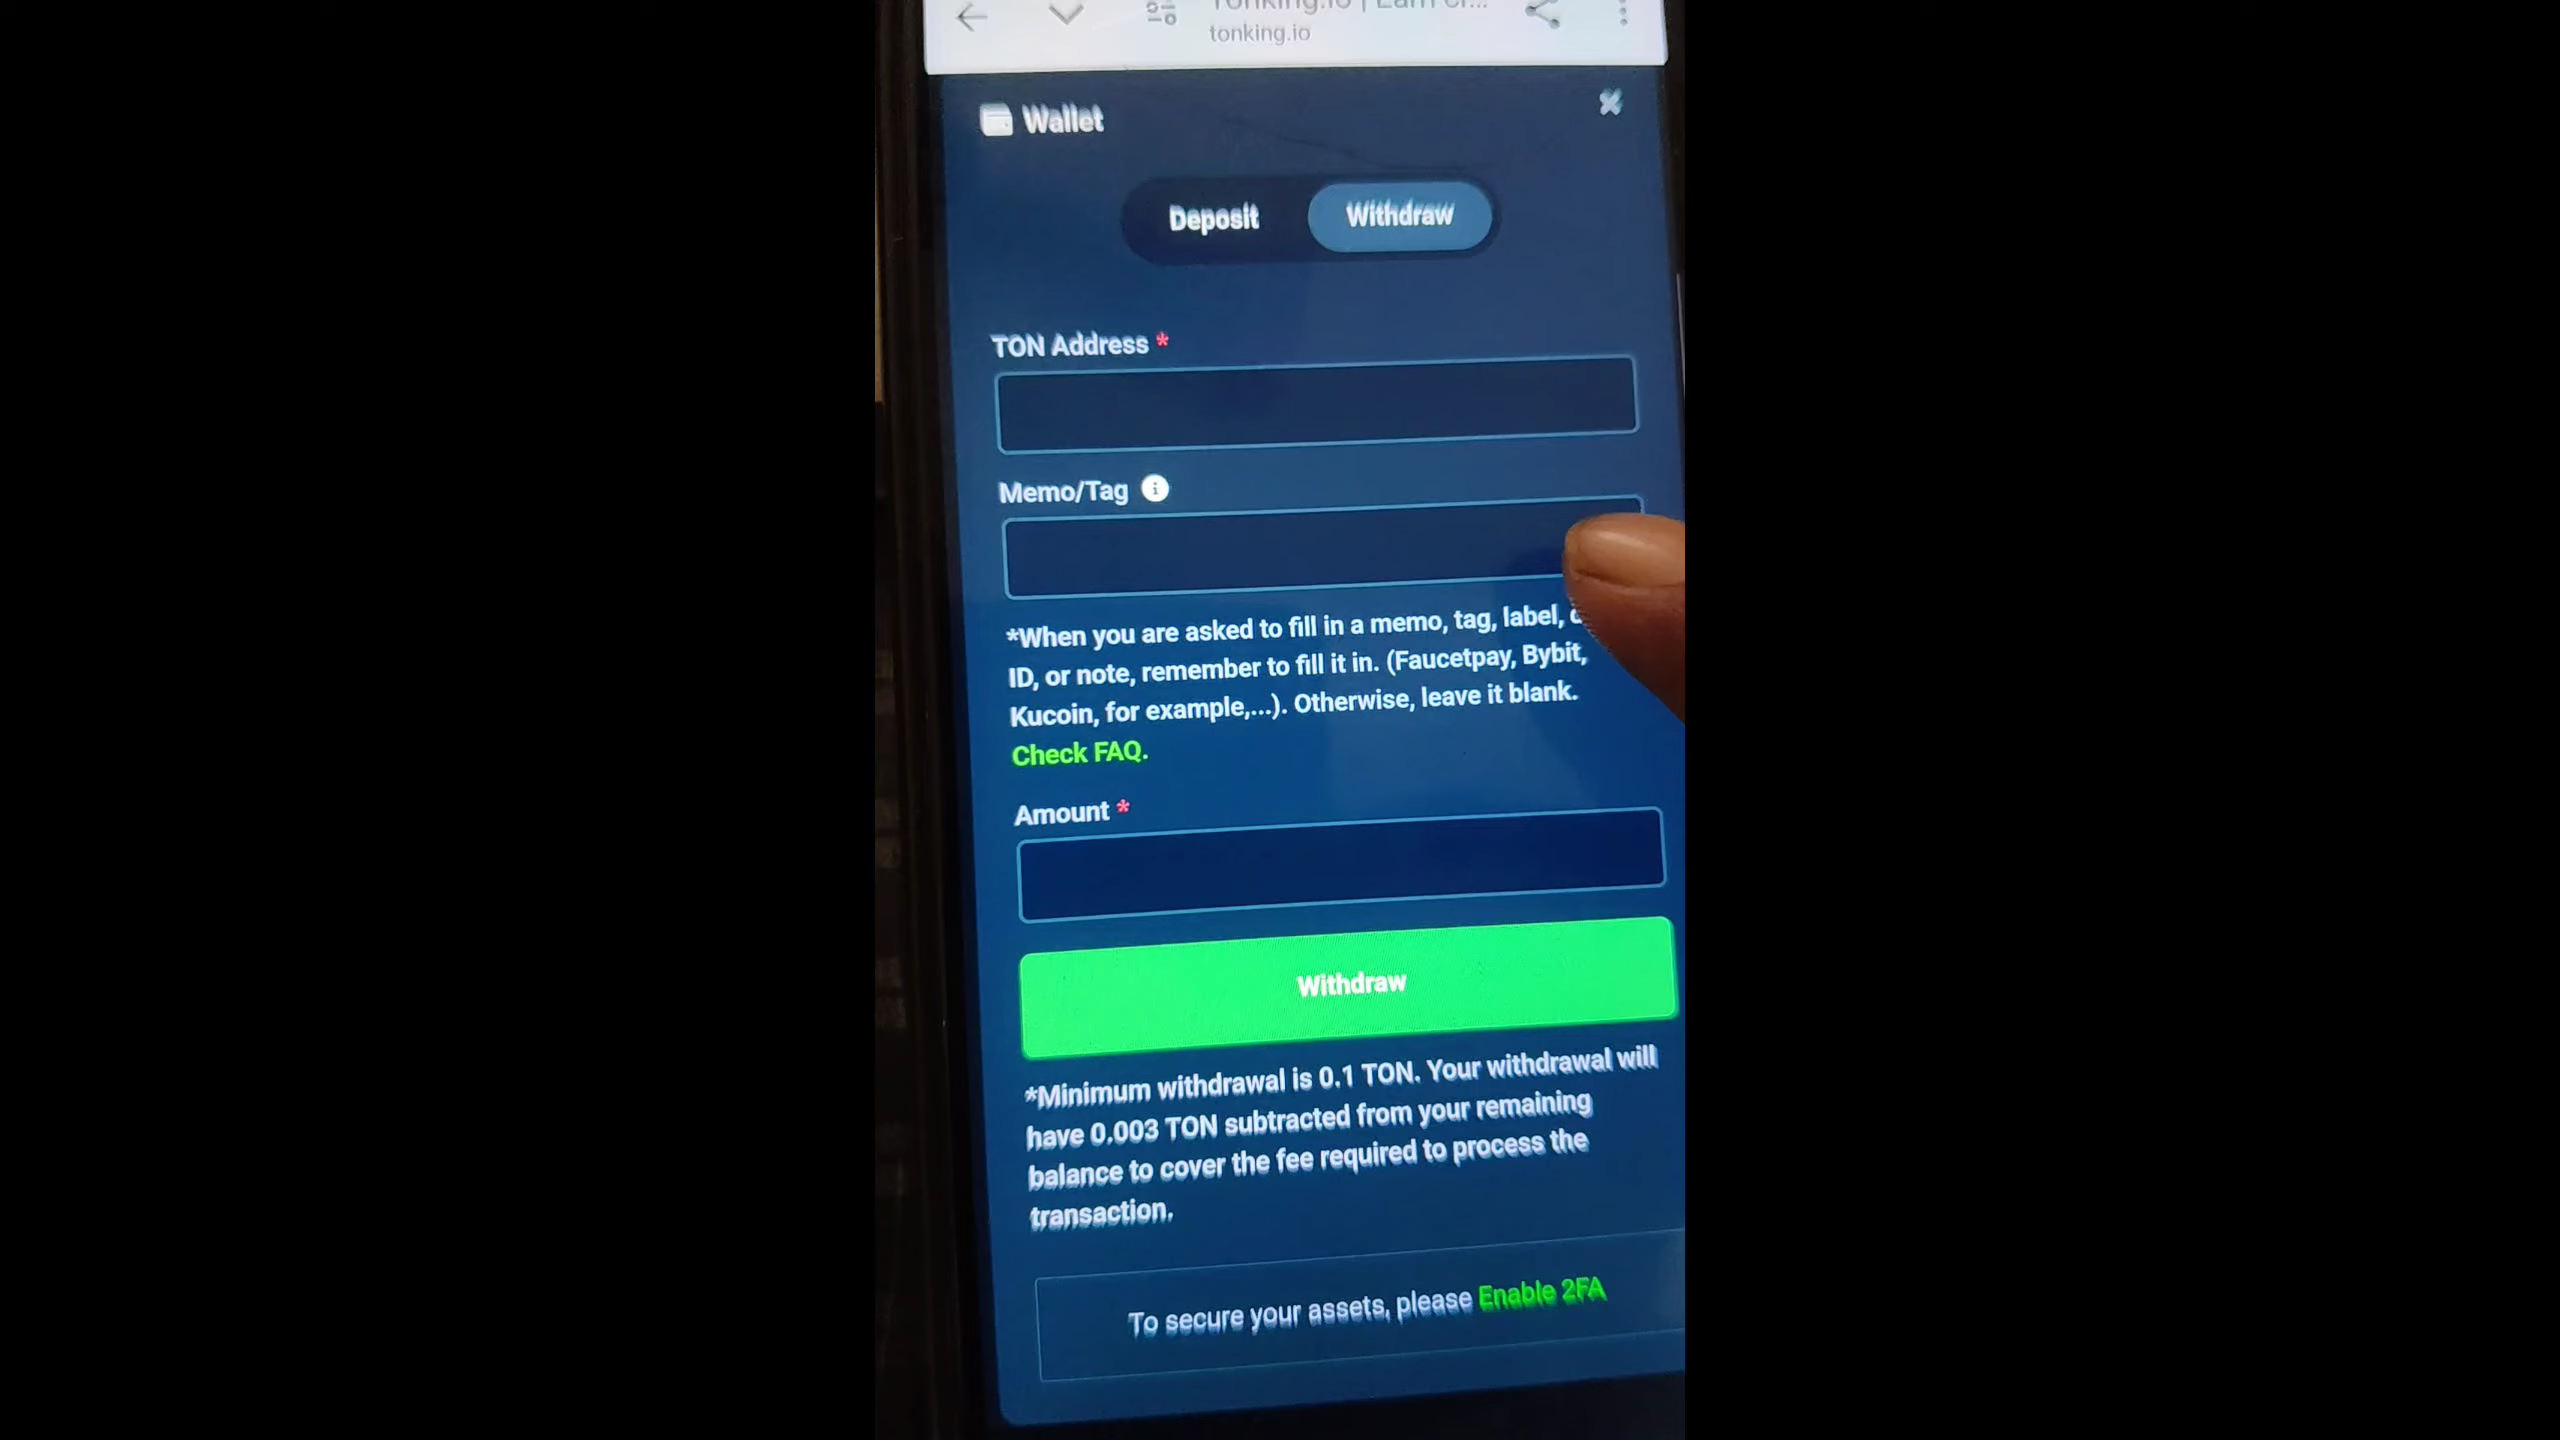 tonking.io
Wallet
Deposit
Withdraw
TON Address *
Memo/Tag
*When you are asked to fill in a memo, tag, label,
ID, or note, remember to fill it in. (Faucetpay, Bybit,
Kucoin, for example,...). Otherwise, leave it blank.
Check FAQ.
Amount *
Withdraw
*Minimum withdrawal is 0.1 TON. Your withdrawal will
have 0.003 TON subtracted from your remaining
balance to cover the fee required to process the
transaction.
To secure your assets, please Enable 2FA